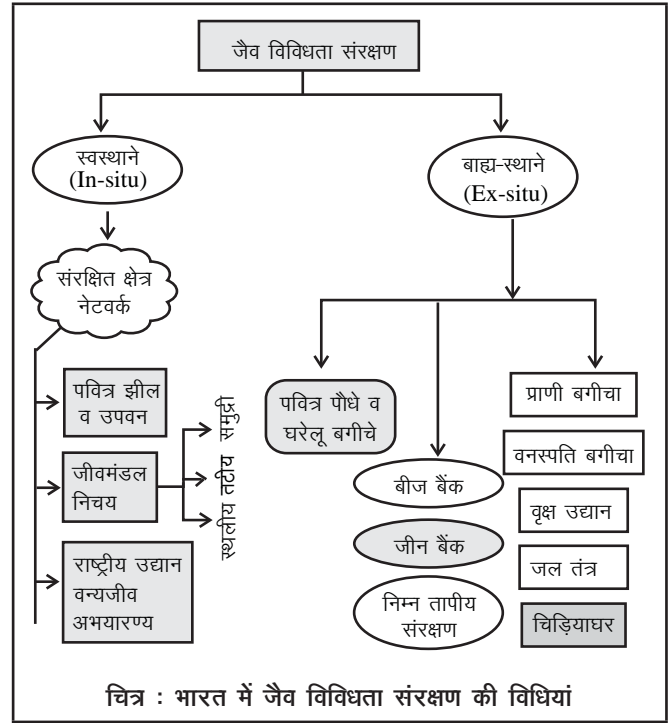 जैव विविधता संरक्षण
स्वस्थाने
(In-situ)
संरक्षित क्षेत्र
नेटवर्क
पवित्र झील
व उपवन
जीवमंडल
निचय
समुद्री
तटीय
स्थलीय
राष्ट्रीय उद्यान
वन्यजीव
अभयारण्य
बाह्य-स्थाने
(Ex-situ)
पवित्र पौधे व
घरेलू बगीचे
बीज बैंक
जीन बैंक
निम्न तापीय
संरक्षण
प्राणी बगीचा
वनस्पति बगीचा
वृक्ष उद्यान
जल तंत्र
चिड़ियाघर
चित्र : भारत में जैव विविधता संरक्षण की विधियां